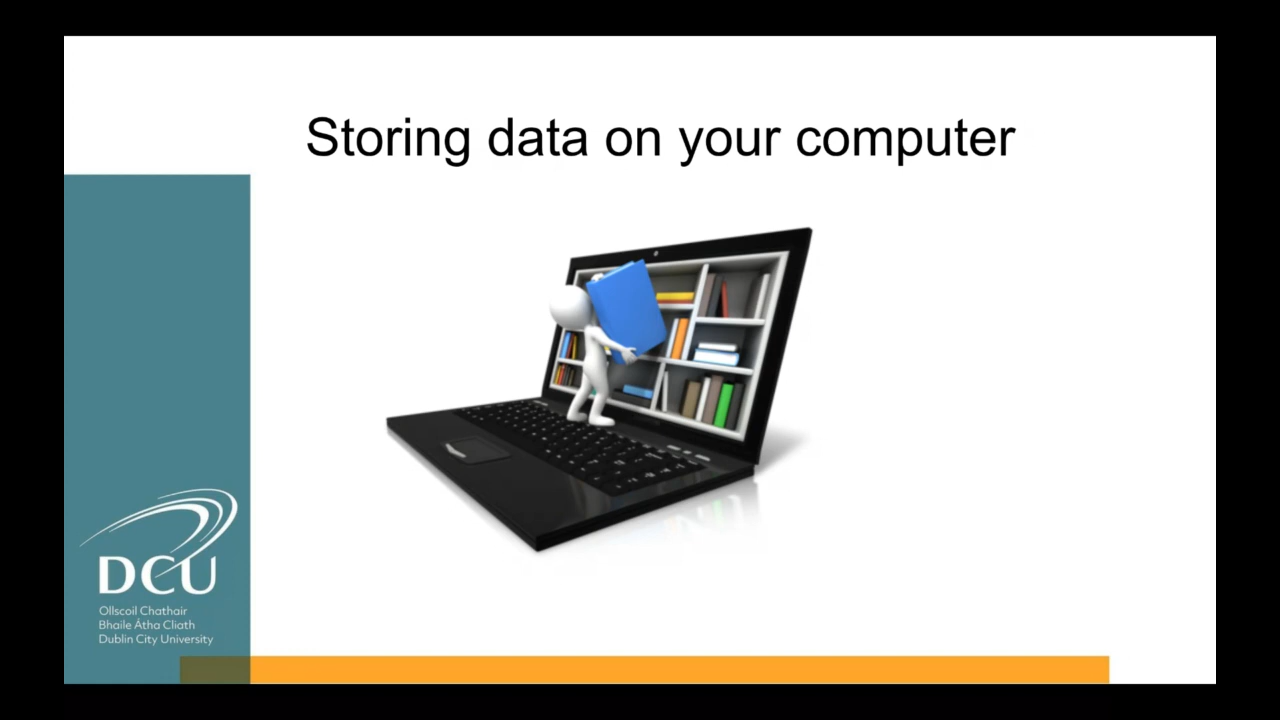 Storing data on your computer
DCU
Ollscoil Chathair
Bhaile Átha Cliath
Dublin City University